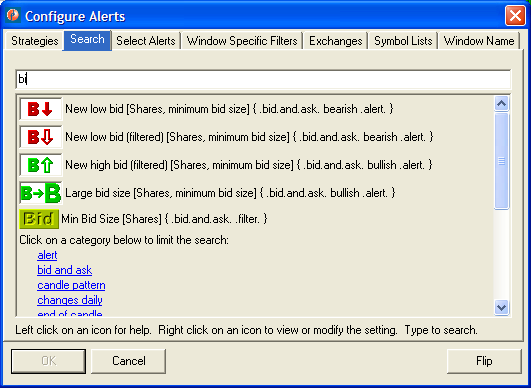 Configure Alerts
Strategies Search Select Alerts Window Specific Filters Exchanges Symbol Lists Window Name
bi
B New low bid [Shares, minimum bid size] { .bid.and.ask. bearish .alert. }
B New low bid (filtered) [Shares, minimum bid size] { .bid.and.ask. bearish .alert. }
B New high bid (filtered) [Shares, minimum bid size] { .bid.and.ask. bullish .alert. }
B→B Large bid size [Shares, minimum bid size] { .bid.and.ask. bullish .alert. }
Bid Min Bid Size [Shares] { .bid.and.ask. .filter. }
Click on a category below to limit the search:
alert
bid and ask
candle pattern
changes daily
end of candle
Left click on an icon for help. Right click on an icon to view or modify the setting. Type to search.
OK Cancel Flip